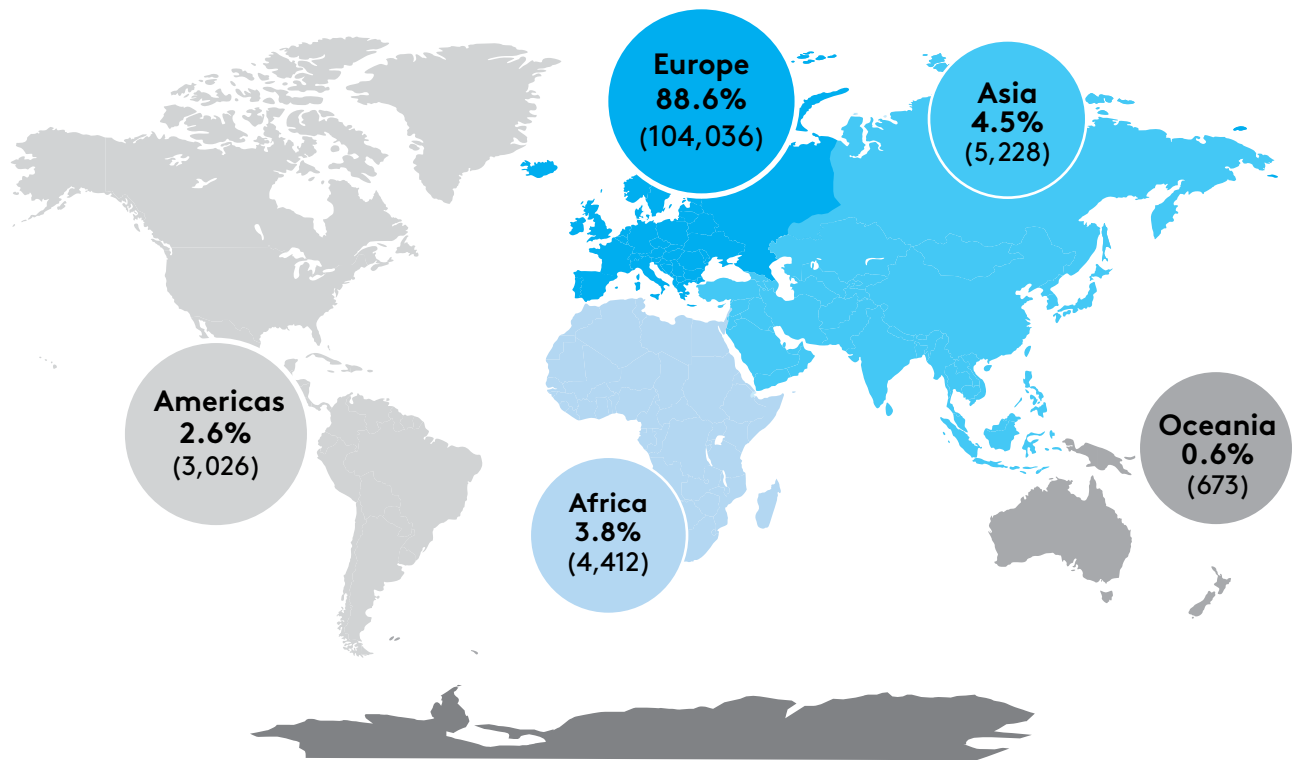 Europe
88.6%
(104,036)
Asia
4.5%
(5,228)
Americas
2.6%
(3,026)
Oceania
0.6%
(673)
Africa
3.8%
(4,412)